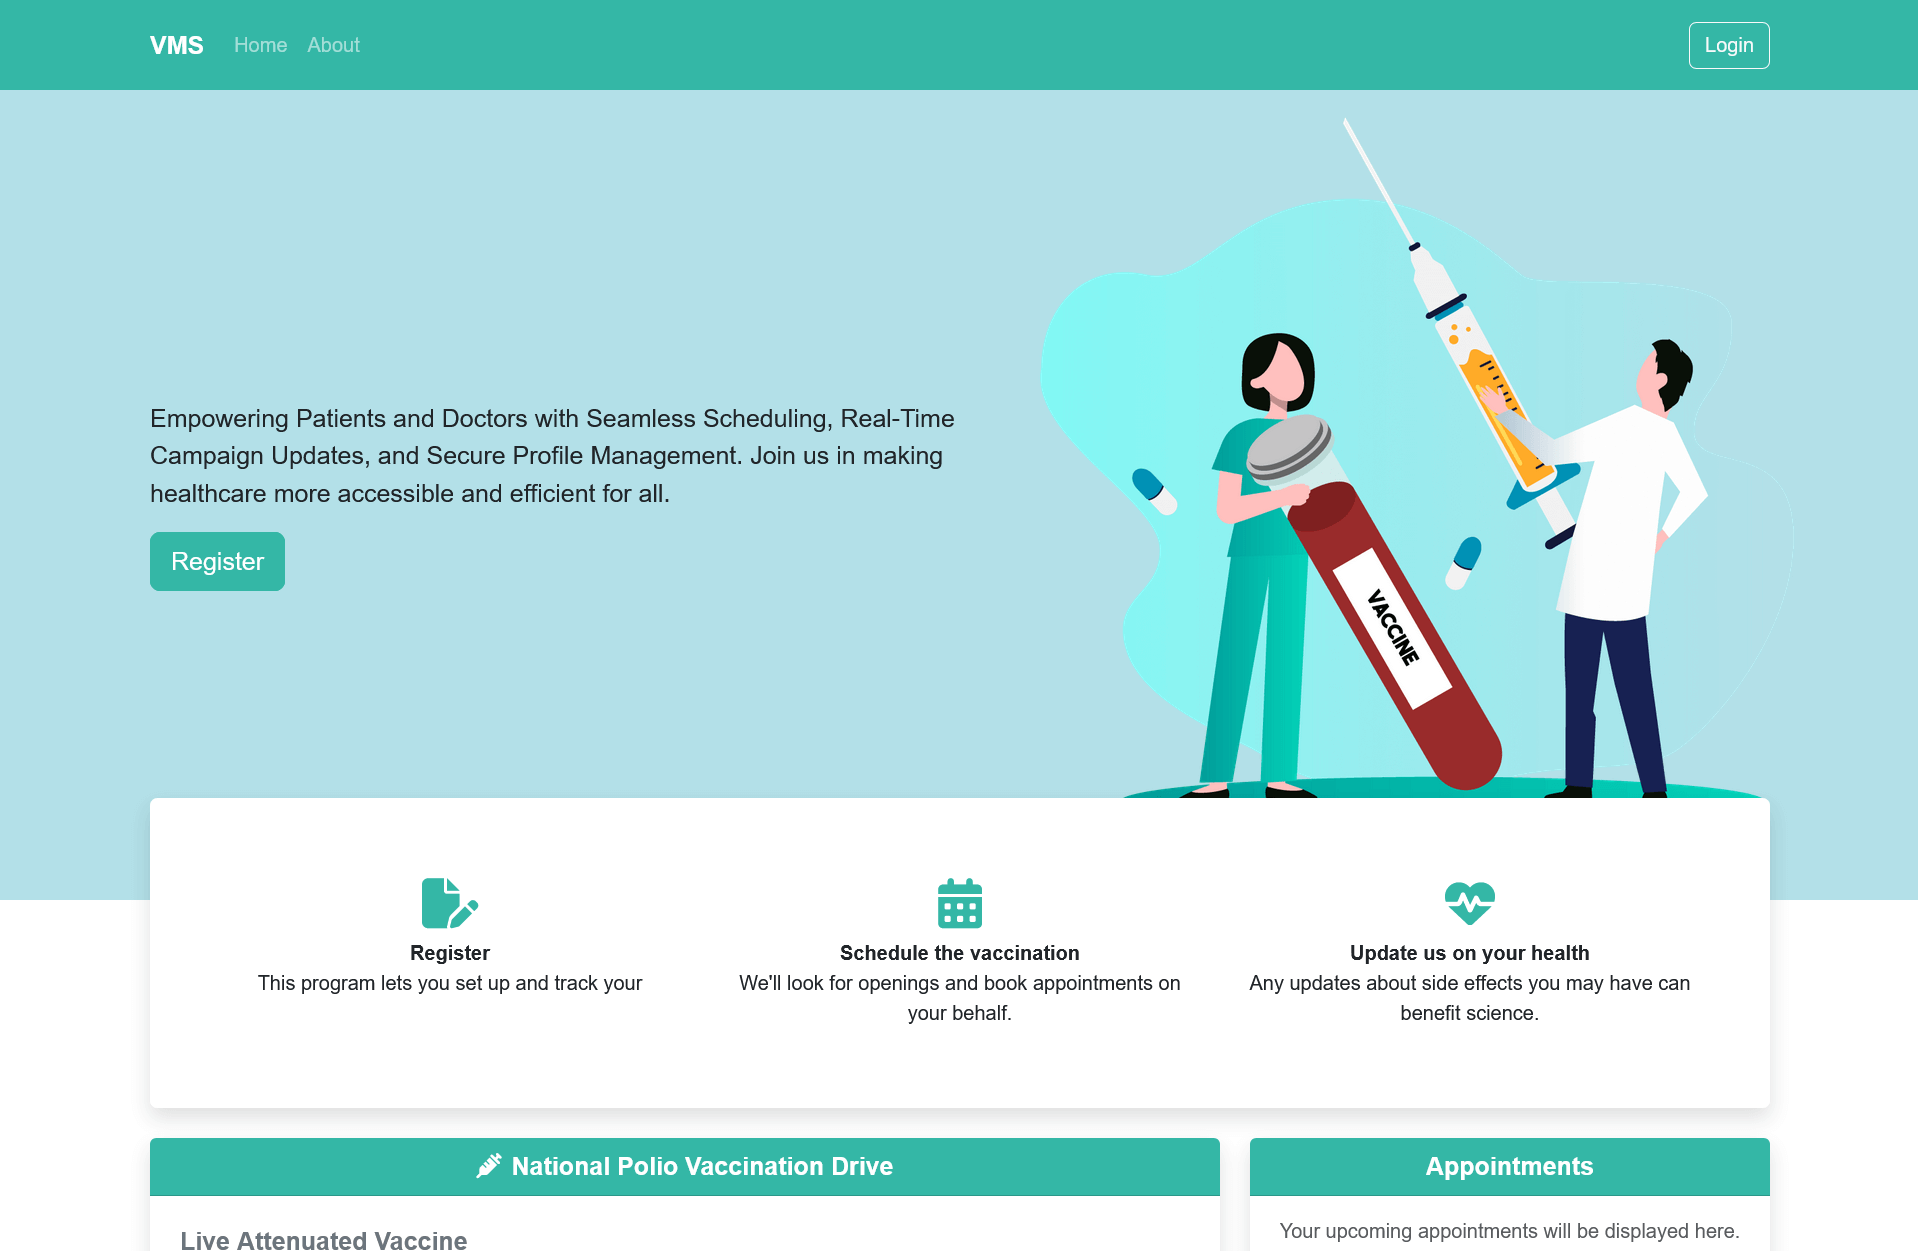 VMS Home About Login
Empowering Patients and Doctors with Seamless Scheduling, Real-Time
Campaign Updates, and Secure Profile Management. Join us in making
healthcare more accessible and efficient for all.
Register
VACCINE
Register
This program lets you set up and track your
Schedule the vaccination
We'll look for openings and book appointments on
your behalf.
Update us on your health
Any updates about side effects you may have can
benefit science.
National Polio Vaccination Drive
Live Attenuated Vaccine
Appointments
Your upcoming appointments will be displayed here.